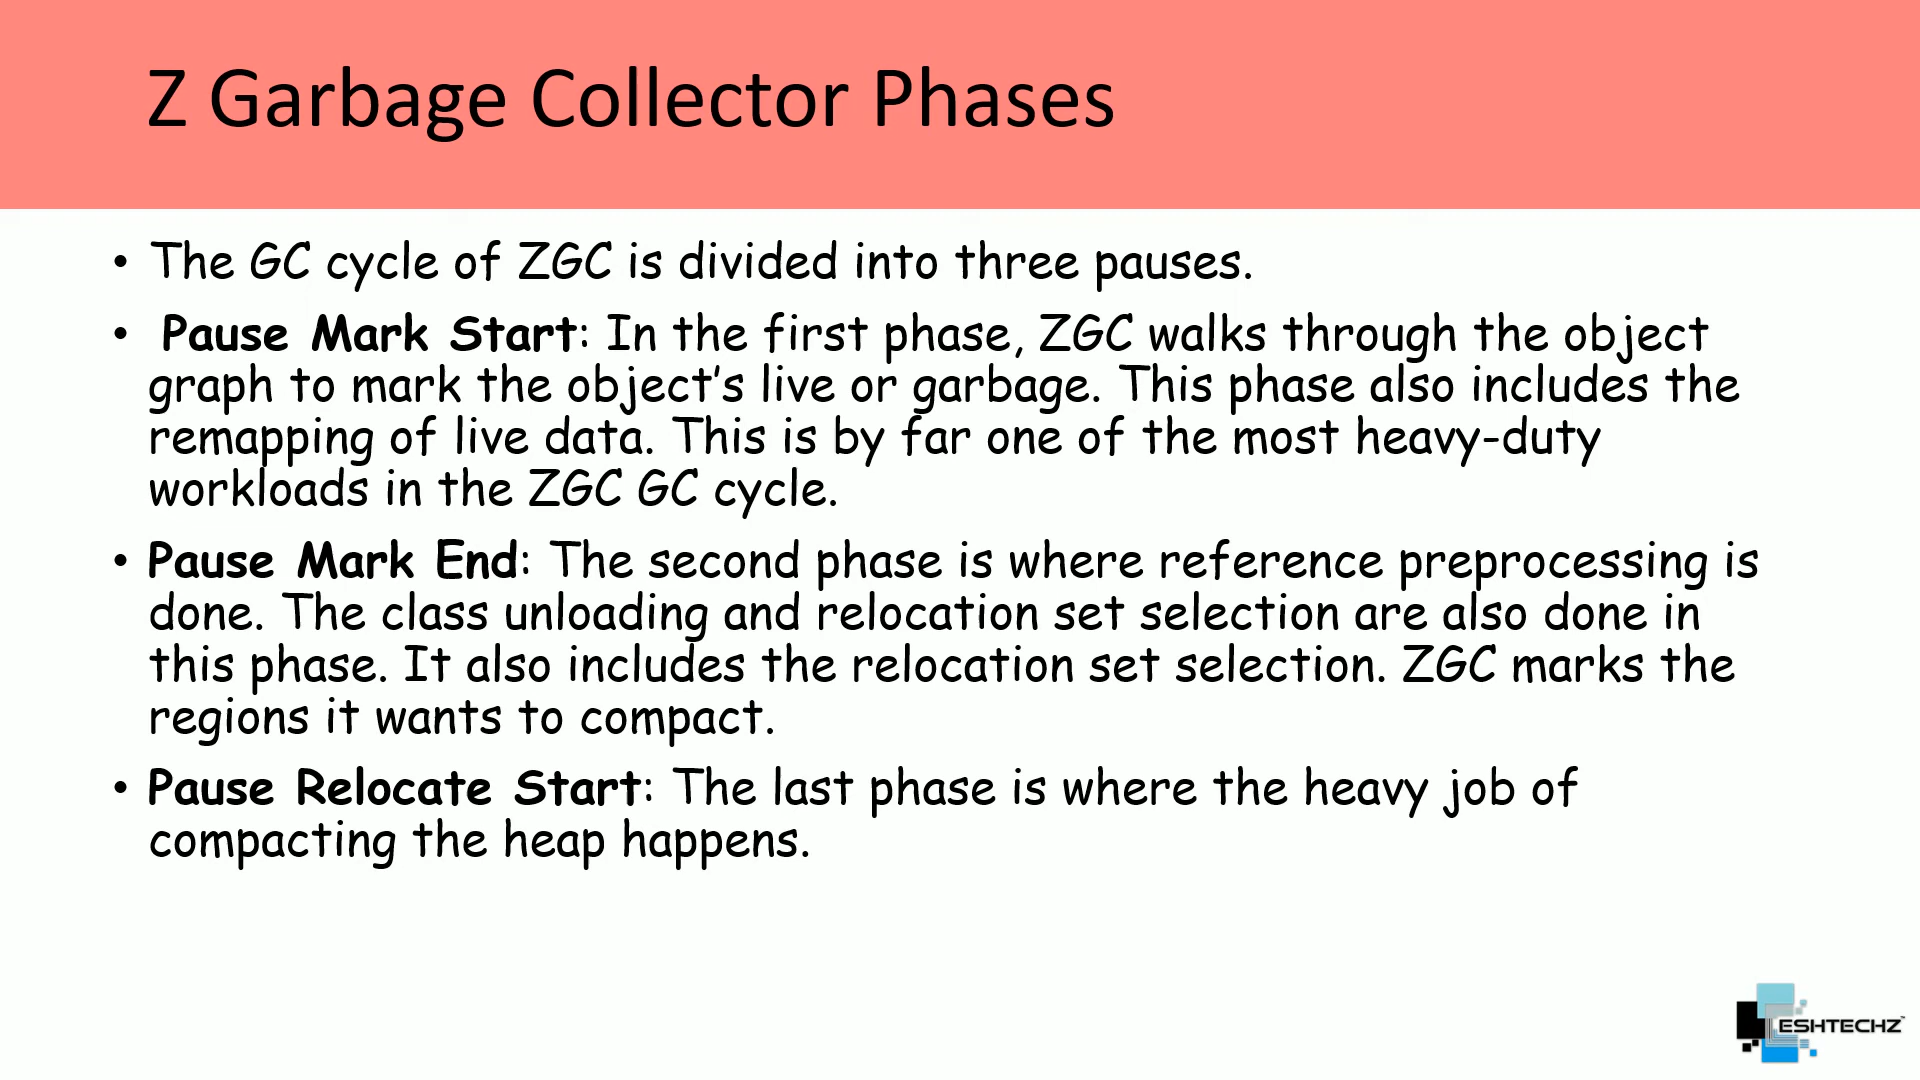 Z Garbage Collector Phases
• The GC cycle of ZGC is divided into three pauses.
• Pause Mark Start: In the first phase, ZGC walks through the object
graph to mark the object’s live or garbage. This phase also includes the
remapping of live data. This is by far one of the most heavy-duty
workloads in the ZGC GC cycle.
• Pause Mark End: The second phase is where reference preprocessing is
done. The class unloading and relocation set selection are also done in
this phase. It also includes the relocation set selection. ZGC marks the
regions it wants to compact.
• Pause Relocate Start: The last phase is where the heavy job of
compacting the heap happens.
ESHTECHZ™